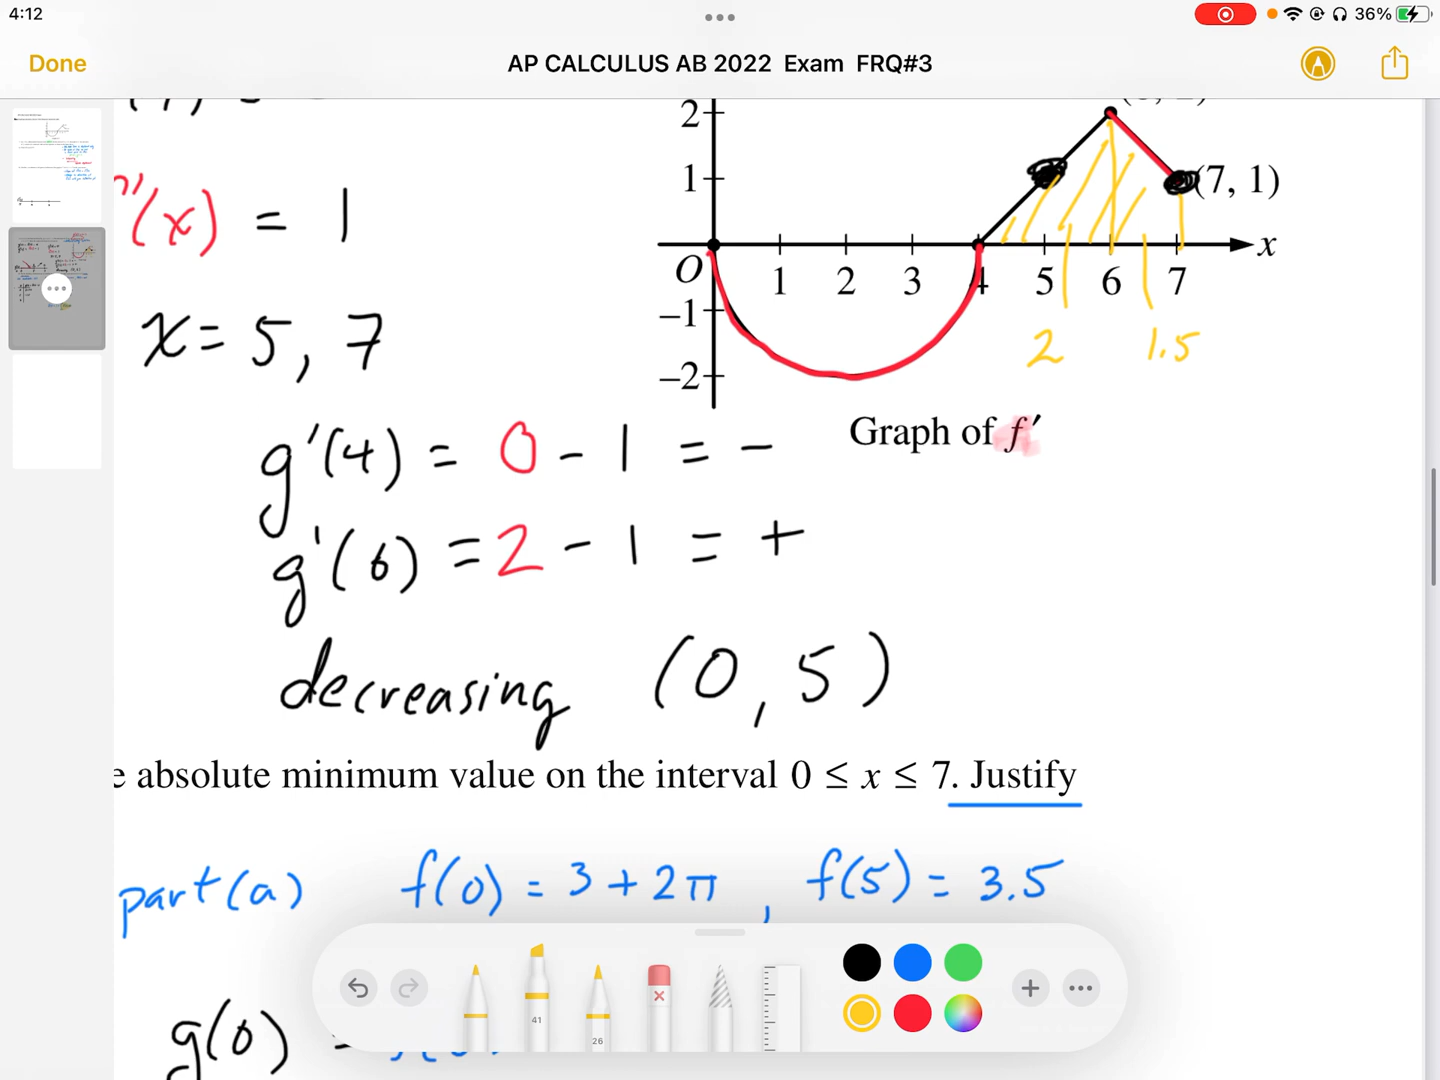 4:12
36%
Done
AP CALCULUS AB 2022 Exam FRQ#3
2
1
(7, 1)
x
O
1 2 3 4 5 6 7
−1
−2
2 1.5
Graph of f′
′(x) = 1
x = 5, 7
g'(4) = 0 - 1 = -
g'(6) = 2 - 1 = +
decreasing (0, 5)
e absolute minimum value on the interval 0 ≤ x ≤ 7. Justify
part(a) f(0) = 3 + 2π , f(5) = 3.5
g(0)
41
26